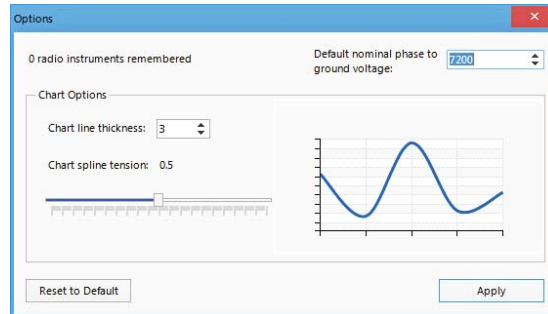 Options
0 radio instruments remembered
Default nominal phase to
ground voltage:
7200
Chart Options
Chart line thickness: 3
Chart spline tension: 0.5
Reset to Default
Apply